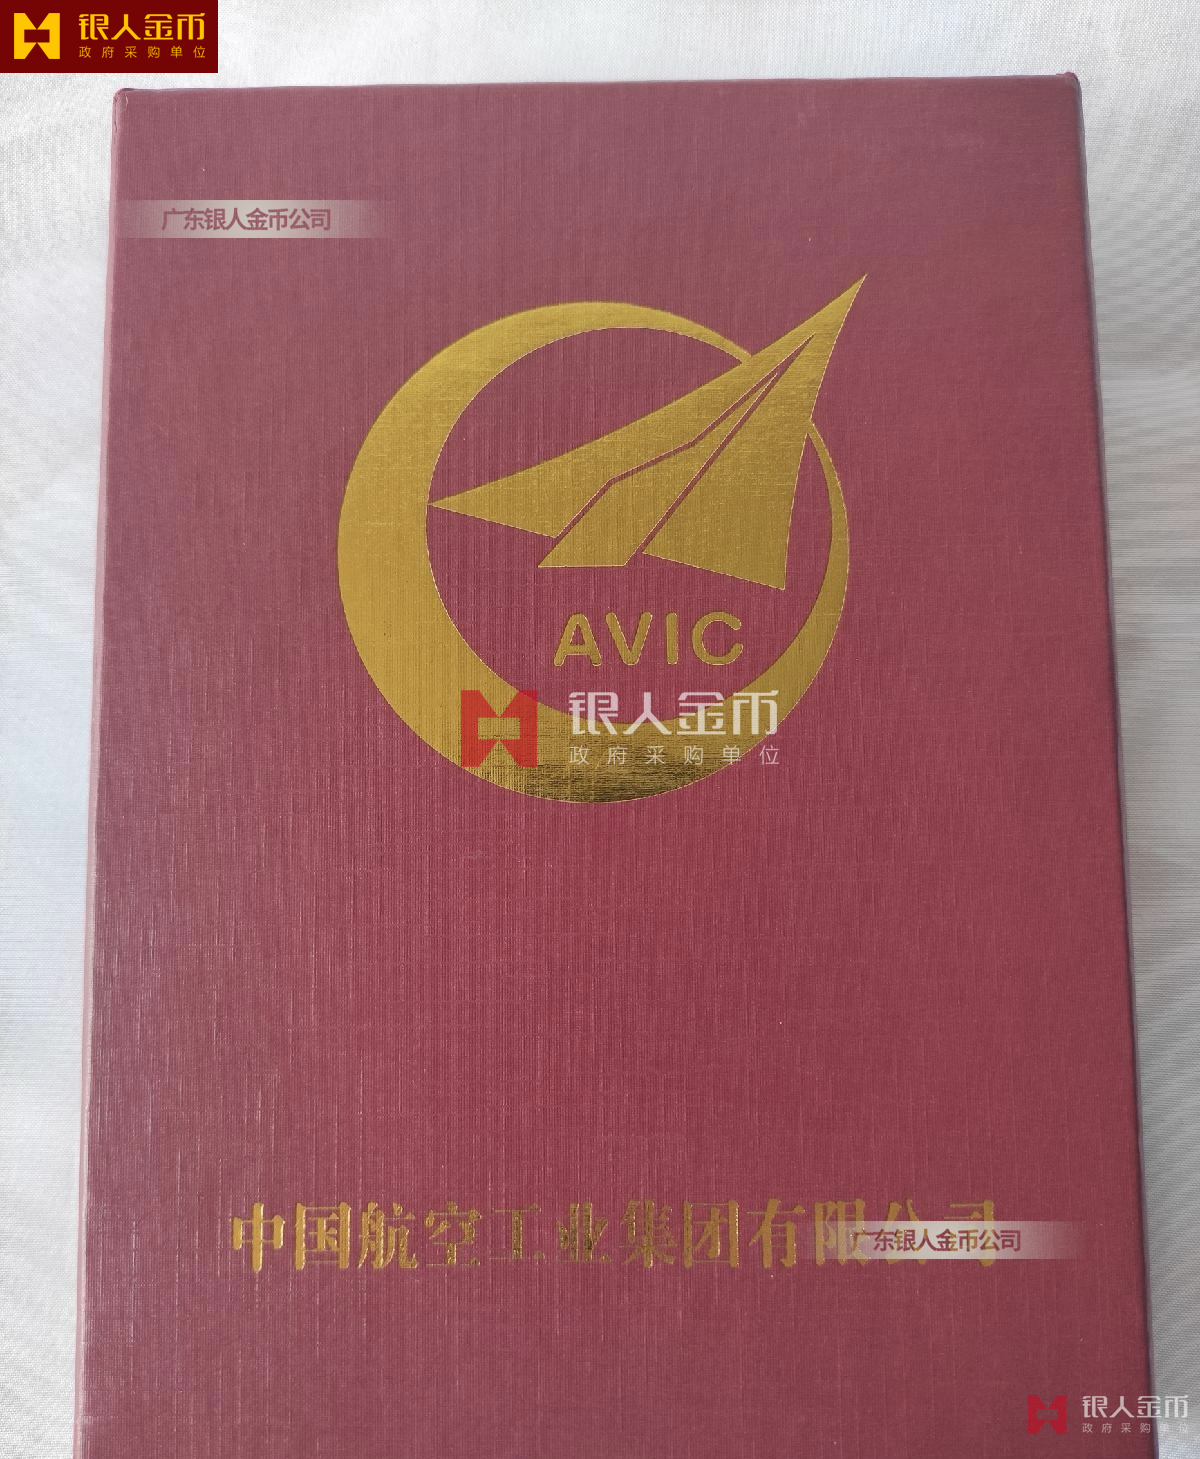 银人金币
政府采购单位
广东银人金币公司
AVIC
银人金币
政府采购单位
中国航空工业集团有限公司
广东银人金币公司
银人金币
政府采购单位